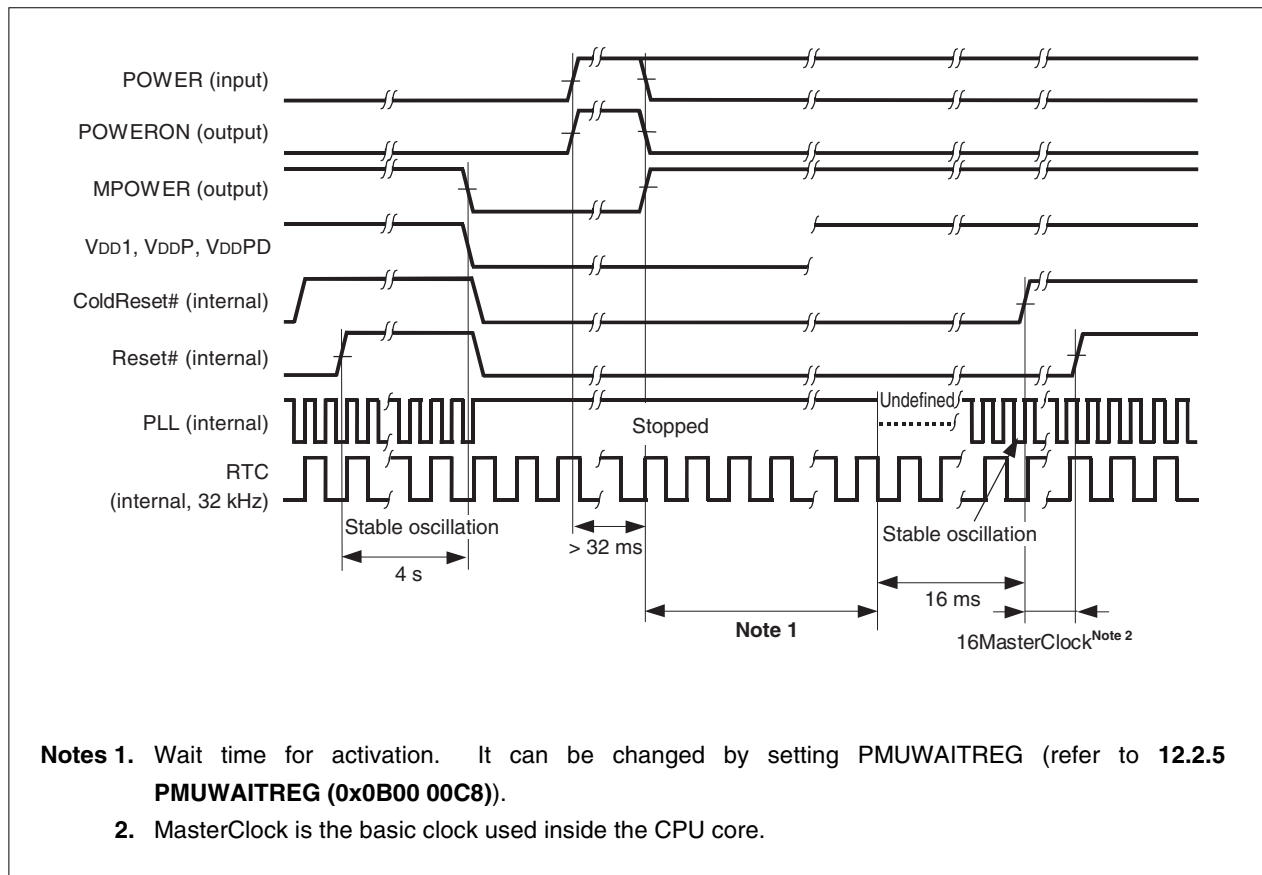 POWER (input)
POWERON (output)
MPOWER (output)
VDD1, VDDP, VDDPD
ColdReset# (internal)
Reset# (internal)
PLL (internal)
Undefined
Stopped
RTC
(internal, 32 kHz)
Stable oscillation
> 32 ms
Stable oscillation
4 s
16 ms
Note 1
16MasterClock Note 2
Notes 1. Wait time for activation. It can be changed by setting PMUWAITREG (refer to 12.2.5
PMUWAITREG (0x0B00 00C8)).
2. MasterClock is the basic clock used inside the CPU core.